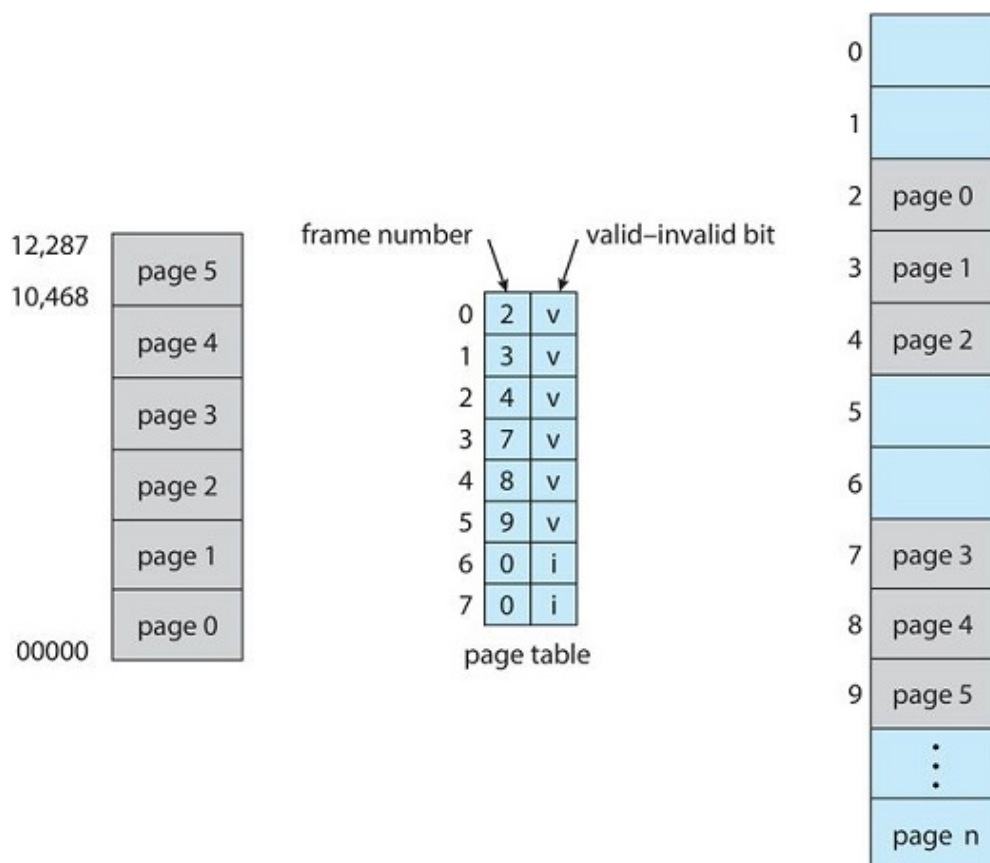 12,287
10,468
00000
page 5
page 4
page 3
page 2
page 1
page 0
frame number
valid–invalid bit
0 2 v
1 3 v
2 4 v
3 7 v
4 8 v
5 9 v
6 0 i
7 0 i
page table
0
1
2 page 0
3 page 1
4 page 2
5
6
7 page 3
8 page 4
9 page 5
page n